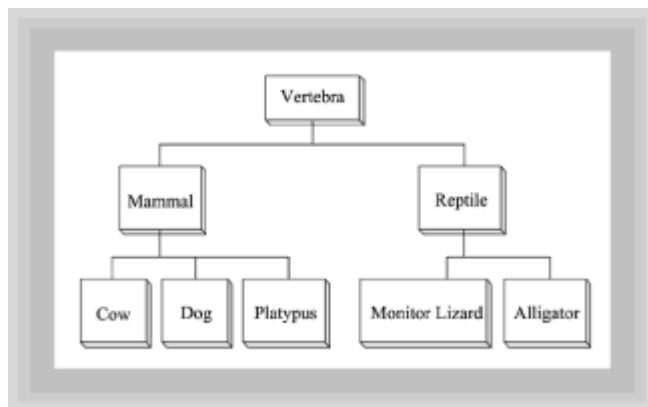 Vertebra
Mammal
Reptile
Cow
Dog
Platypus
Monitor Lizard
Alligator